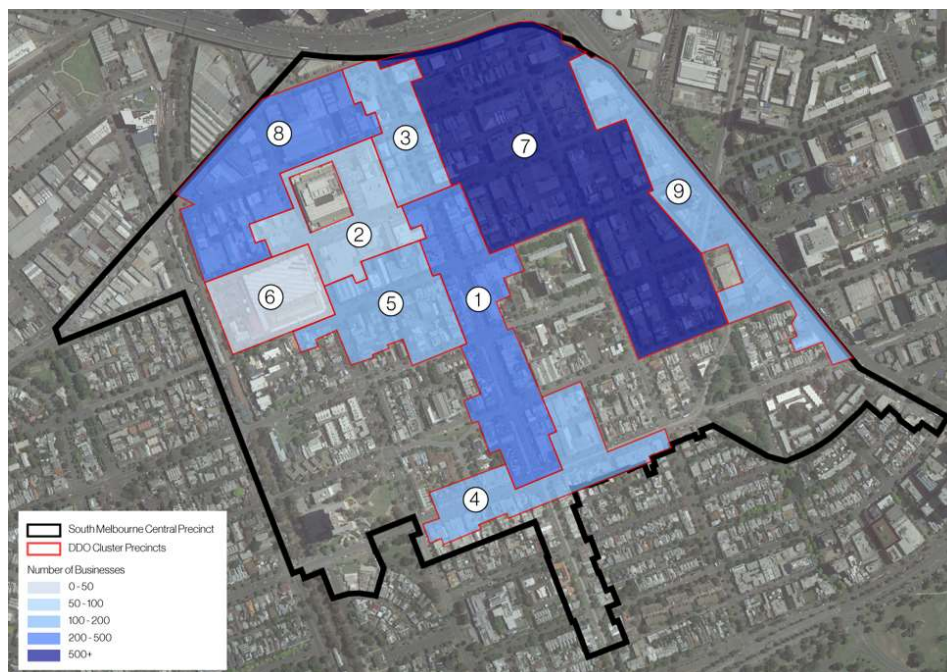 8
3
7
9
2
6
5
1
4
South Melbourne Central Precinct
DDO Cluster Precincts
Number of Businesses
0 - 50
50 - 100
100 - 200
200 - 500
500+